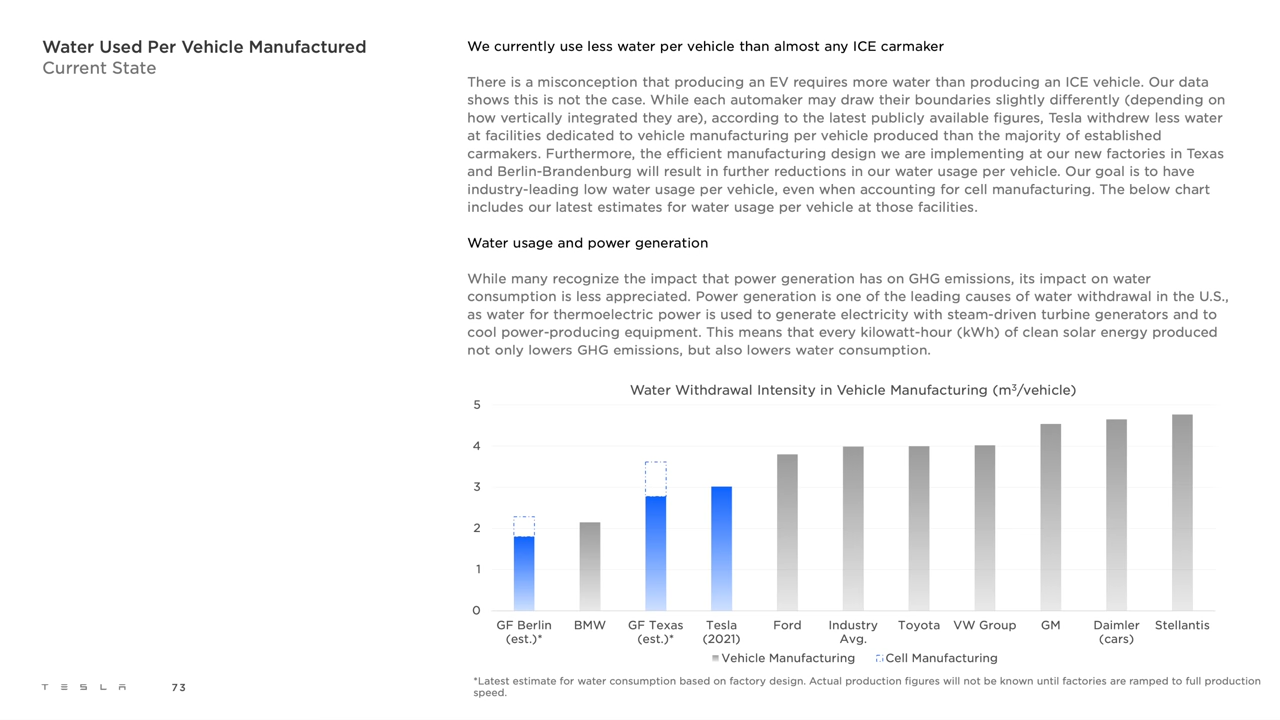 Water Used Per Vehicle Manufactured
Current State
We currently use less water per vehicle than almost any ICE carmaker
There is a misconception that producing an EV requires more water than producing an ICE vehicle. Our data
shows this is not the case. While each automaker may draw their boundaries slightly differently (depending on
how vertically integrated they are), according to the latest publicly available figures, Tesla withdrew less water
at facilities dedicated to vehicle manufacturing per vehicle produced than the majority of established
carmakers. Furthermore, the efficient manufacturing design we are implementing at our new factories in Texas
and Berlin-Brandenburg will result in further reductions in our water usage per vehicle. Our goal is to have
industry-leading low water usage per vehicle, even when accounting for cell manufacturing. The below chart
includes our latest estimates for water usage per vehicle at those facilities.
Water usage and power generation
While many recognize the impact that power generation has on GHG emissions, its impact on water
consumption is less appreciated. Power generation is one of the leading causes of water withdrawal in the U.S.,
as water for thermoelectric power is used to generate electricity with steam-driven turbine generators and to
cool power-producing equipment. This means that every kilowatt-hour (kWh) of clean solar energy produced
not only lowers GHG emissions, but also lowers water consumption.
Water Withdrawal Intensity in Vehicle Manufacturing (m³/vehicle)
5
4
3
2
1
0
GF Berlin (est.)*
BMW
GF Texas (est.)*
Tesla (2021)
Ford
Industry Avg.
Toyota
VW Group
GM
Daimler (cars)
Stellantis
Vehicle Manufacturing
Cell Manufacturing
*Latest estimate for water consumption based on factory design. Actual production figures will not be known until factories are ramped to full production
speed.
TESLA
73